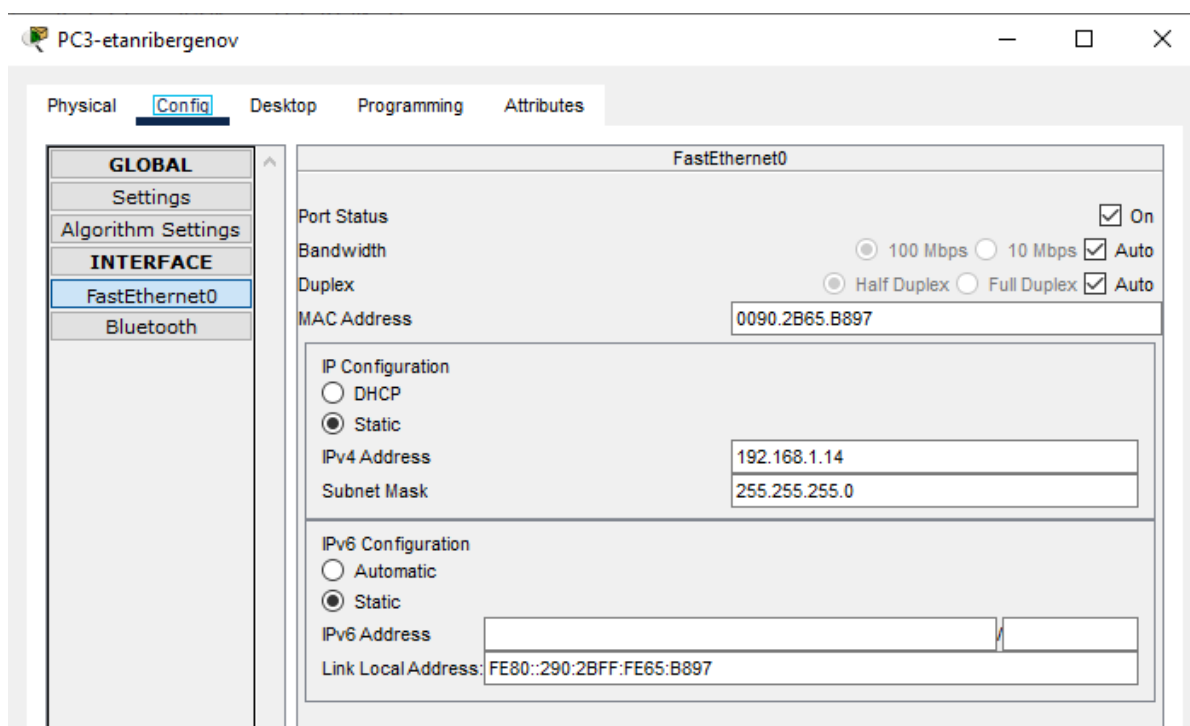 PC3-etanribergenov
Physical Config Desktop Programming Attributes
GLOBAL
Settings
Algorithm Settings
INTERFACE
FastEthernet0
Bluetooth
FastEthernet0
Port Status On
Bandwidth 100 Mbps 10 Mbps Auto
Duplex Half Duplex Full Duplex Auto
MAC Address 0090.2B65.B897
IP Configuration
DHCP
Static
IPv4 Address 192.168.1.14
Subnet Mask 255.255.255.0
IPv6 Configuration
Automatic
Static
IPv6 Address /
Link Local Address: FE80::290:2BFF:FE65:B897